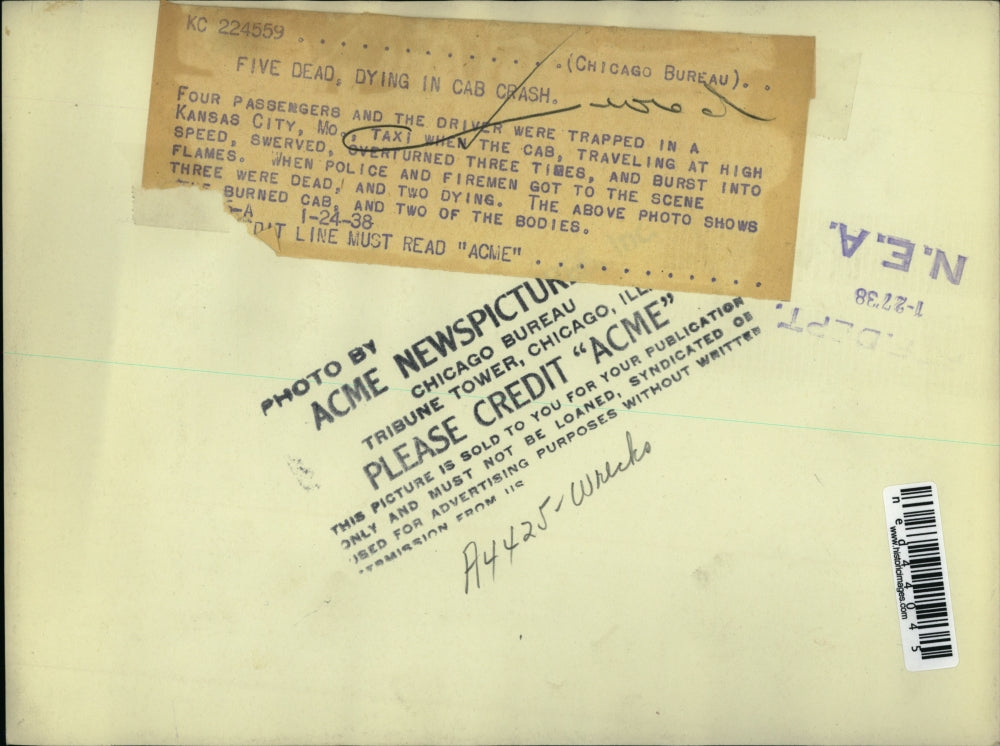 KC 224559 . . . . . . . . . . . . . (CHICAGO BUREAU). . .
FIVE DEAD, DYING IN CAB CRASH.
FOUR PASSENGERS AND THE DRIVER WERE TRAPPED IN A
KANSAS CITY, MO., TAXI WHEN THE CAB, TRAVELING AT HIGH
SPEED, SWERVED, OVERTURNED THREE TIMES, AND BURST INTO
FLAMES. WHEN POLICE AND FIREMEN GOT TO THE SCENE
THREE WERE DEAD, AND TWO DYING. THE ABOVE PHOTO SHOWS
BURNED CAB, AND TWO OF THE BODIES.
-A 1-24-38
D'T LINE MUST READ "ACME" . . . . . . . . . . .
N.E.A.
1-27'38
.DEPT.
PHOTO BY
ACME NEWSPICTUR
CHICAGO BUREAU
TRIBUNE TOWER, CHICAGO, ILL
PLEASE CREDIT "ACME"
THIS PICTURE IS SOLD TO YOU FOR YOUR PUBLICATION
ONLY AND MUST NOT BE LOANED, SYNDICATED OR
USED FOR ADVERTISING PURPOSES WITHOUT WRITTEN
ERMISSION FROM US
A4425-Wrecks
ned44045
www.historicimages.com